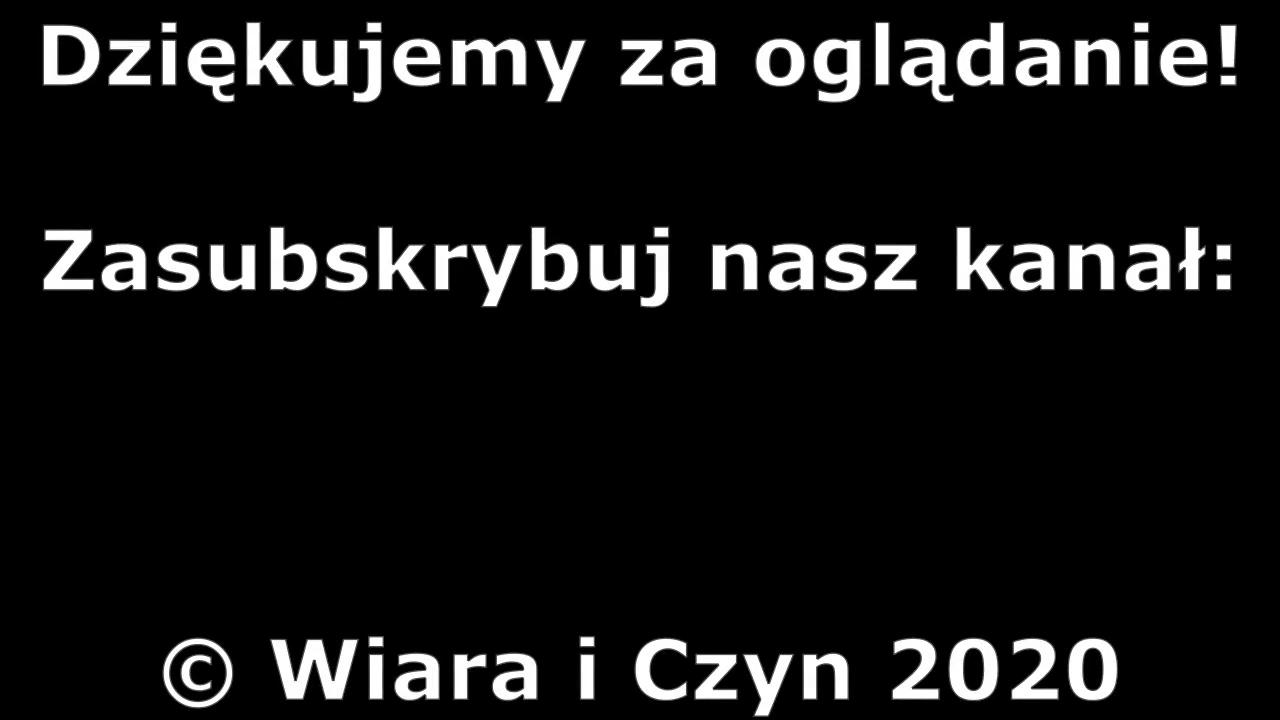 Dziękujemy za oglądanie!
Zasubskrybuj nasz kanał:
© Wiara i Czyn 2020